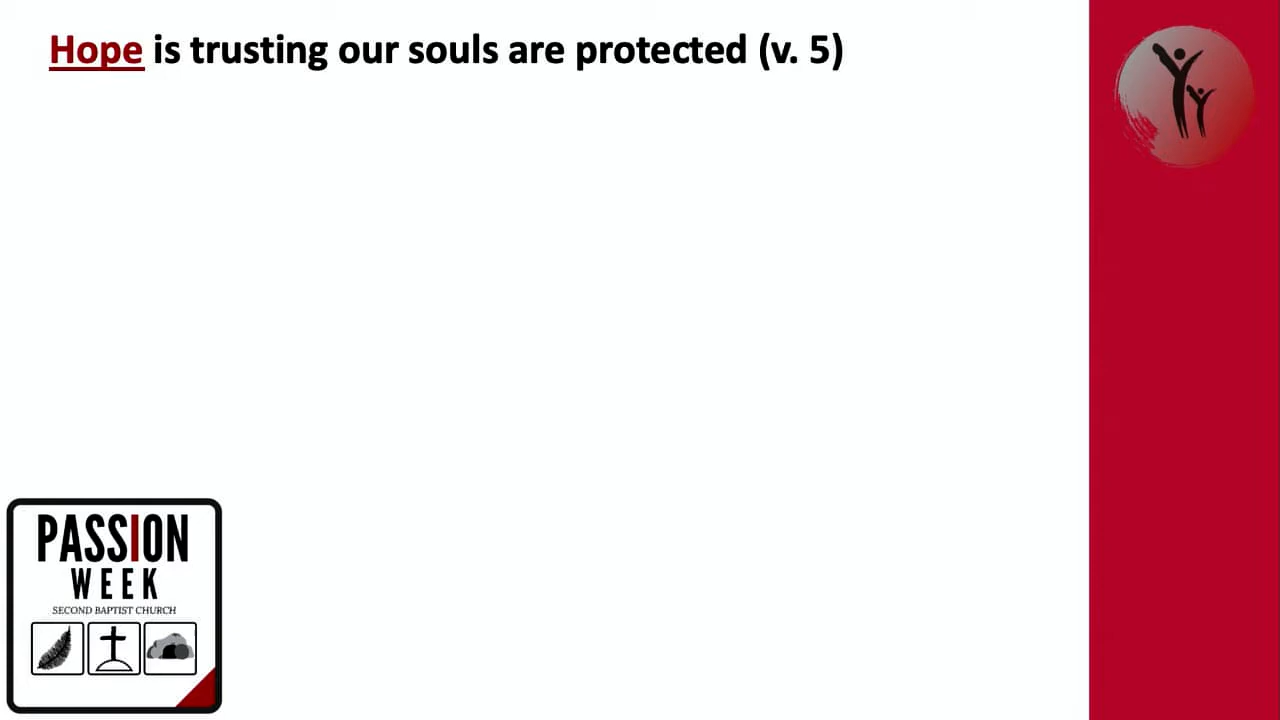 Hope is trusting our souls are protected (v. 5)
PASSION
WEEK
SECOND BAPTIST CHURCH